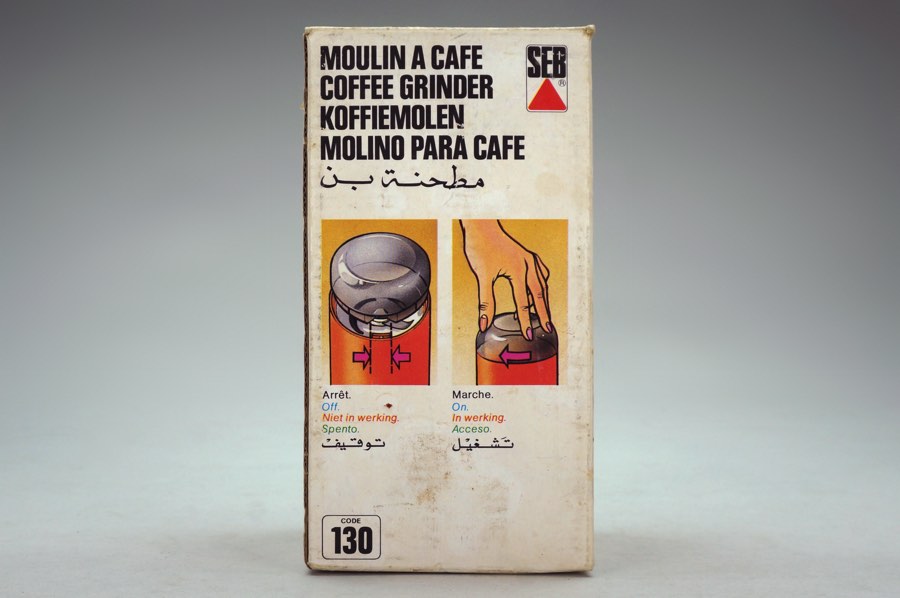 MOULIN A CAFE
COFFEE GRINDER
KOFFIEMOLEN
MOLINO PARA CAFE
مطحنة بن
SEB
®
Arrêt.
Off.
Niet in werking.
Spento.
توقيف
Marche.
On.
In werking.
Acceso.
تشغيل
CODE
130